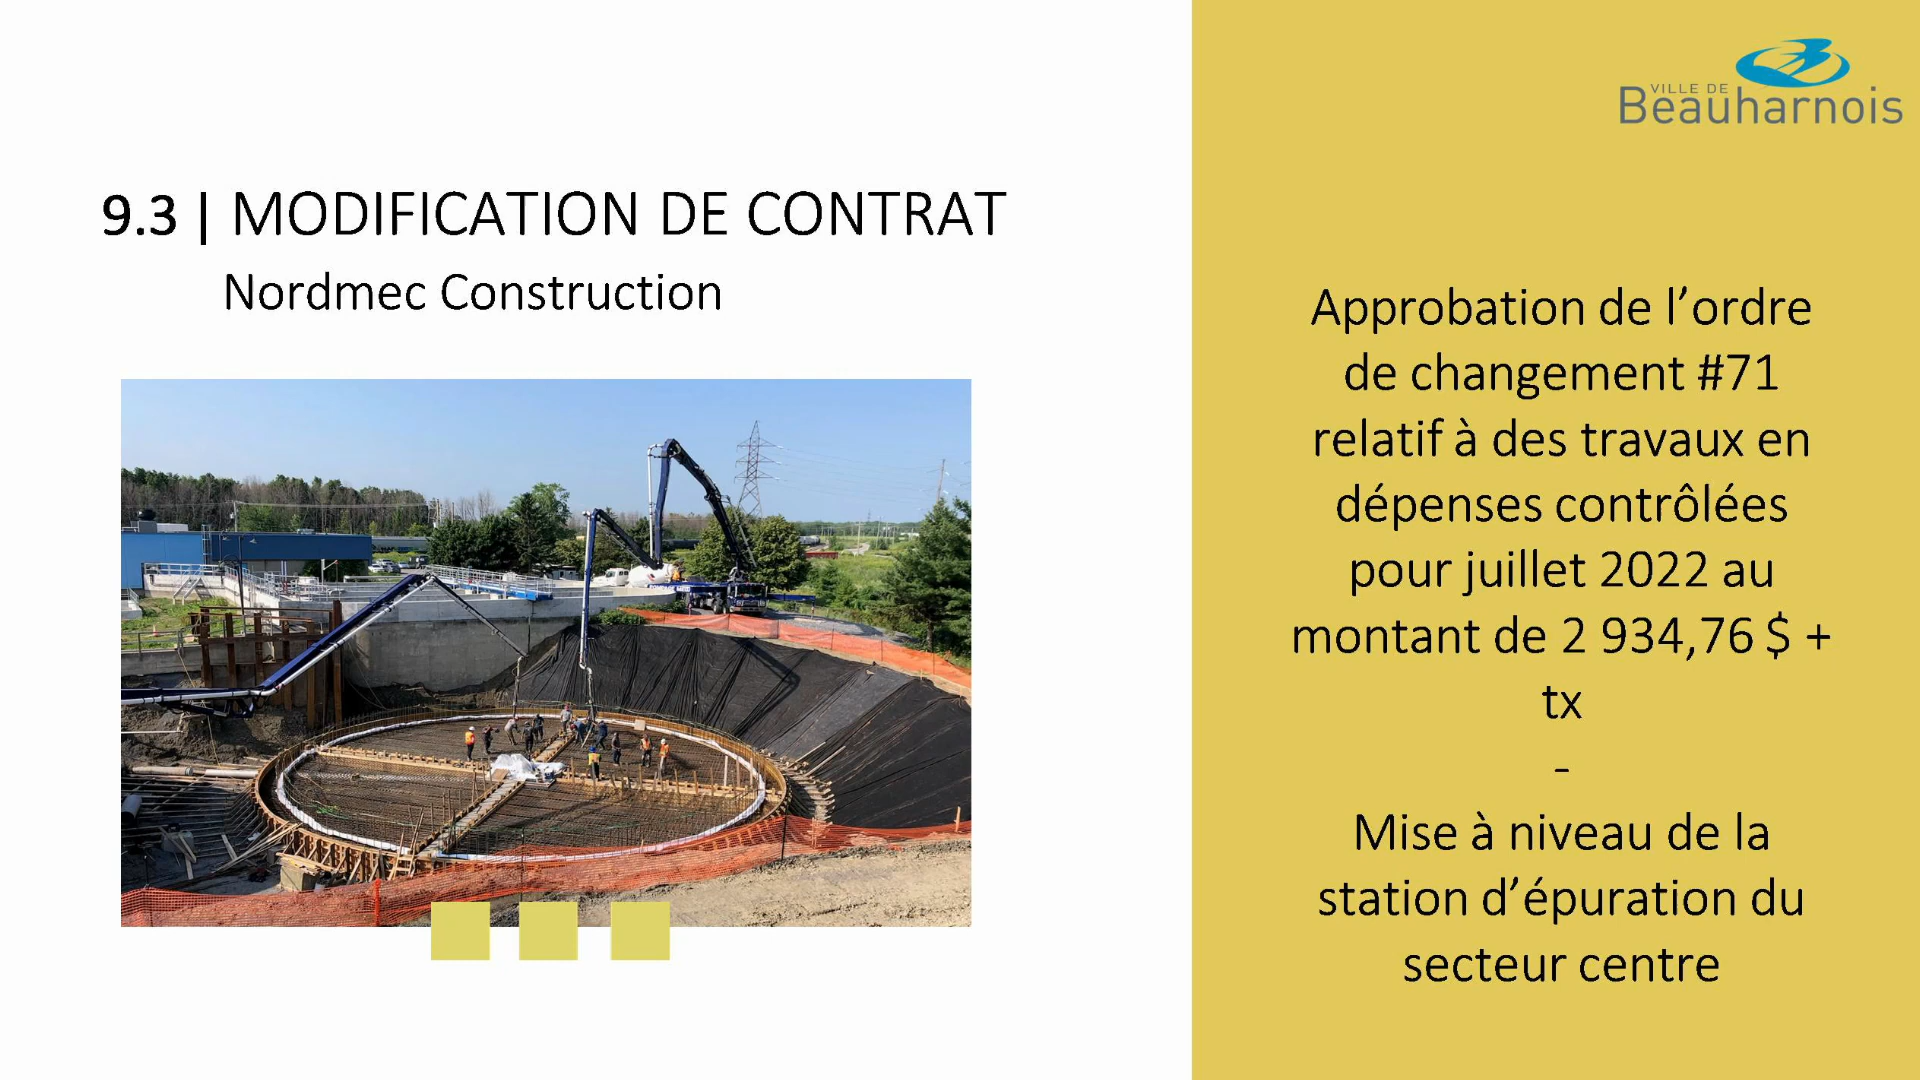 VILLE DE
Beauharnois
9.3 | MODIFICATION DE CONTRAT
Nordmec Construction
Approbation de l’ordre
de changement #71
relatif à des travaux en
dépenses contrôlées
pour juillet 2022 au
montant de 2 934,76 $ +
tx
-
Mise à niveau de la
station d’épuration du
secteur centre